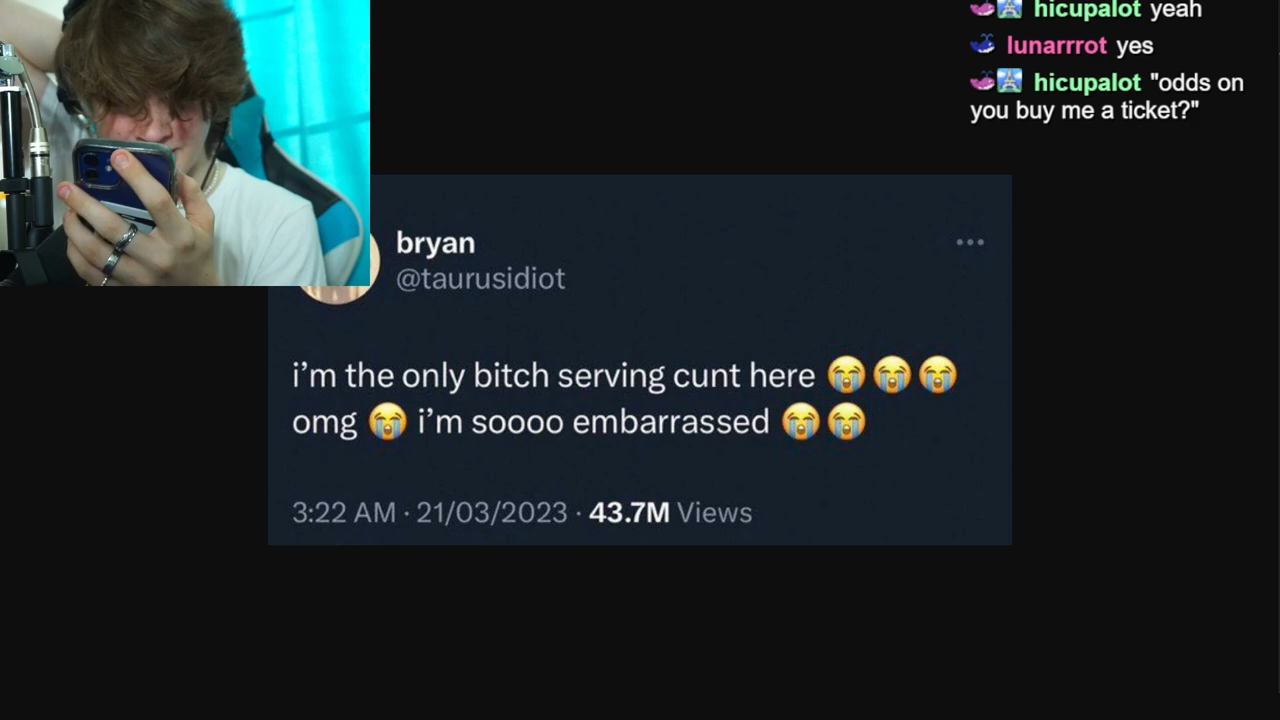 hicupalot yeah
lunarrrot yes
hicupalot "odds on
you buy me a ticket?"
bryan
@taurusidiot
i’m the only bitch serving cunt here 😭😭😭
omg 😭 i’m soooo embarrassed 😭😭
3:22 AM · 21/03/2023 · 43.7M Views